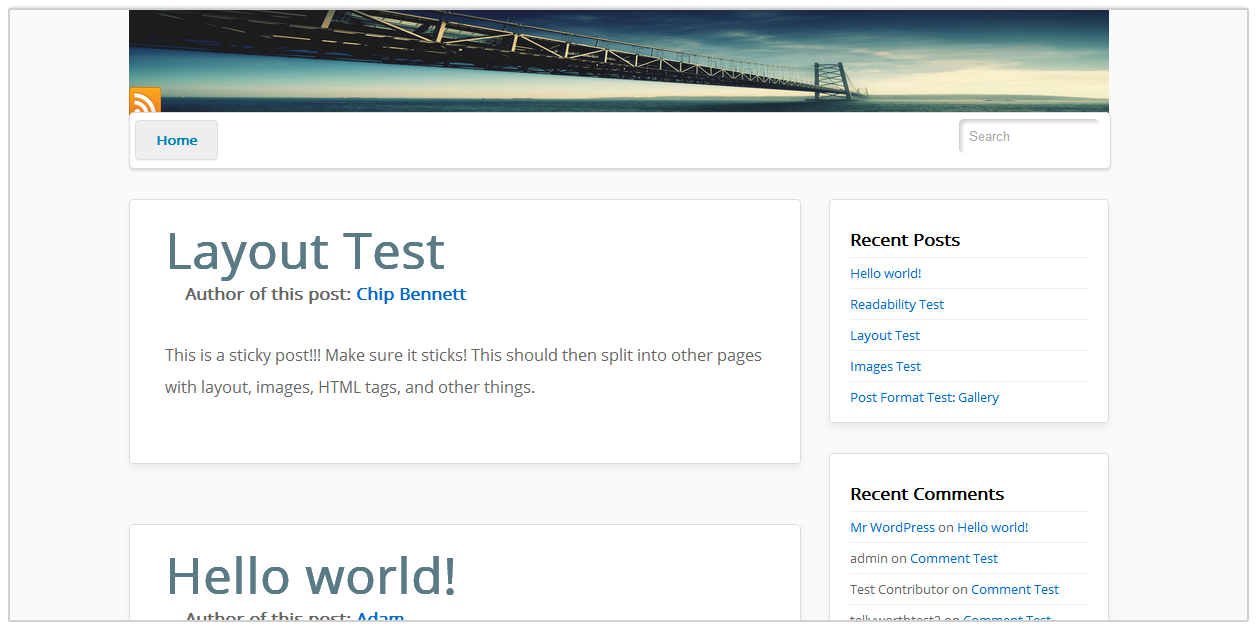 Home
Search
Layout Test
Author of this post: Chip Bennett
This is a sticky post!!! Make sure it sticks! This should then split into other pages
with layout, images, HTML tags, and other things.
Hello world!
Author of this post: Adam
Recent Posts
Hello world!
Readability Test
Layout Test
Images Test
Post Format Test: Gallery
Recent Comments
Mr WordPress on Hello world!
admin on Comment Test
Test Contributor on Comment Test
tellyworthtest2 on Comment Test